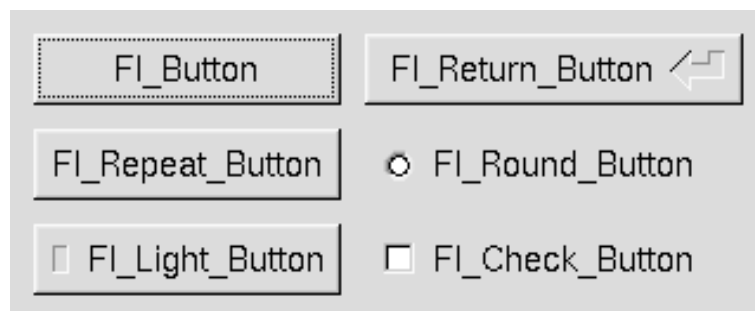 Fl_Button
Fl_Return_Button
Fl_Repeat_Button
Fl_Round_Button
Fl_Light_Button
Fl_Check_Button